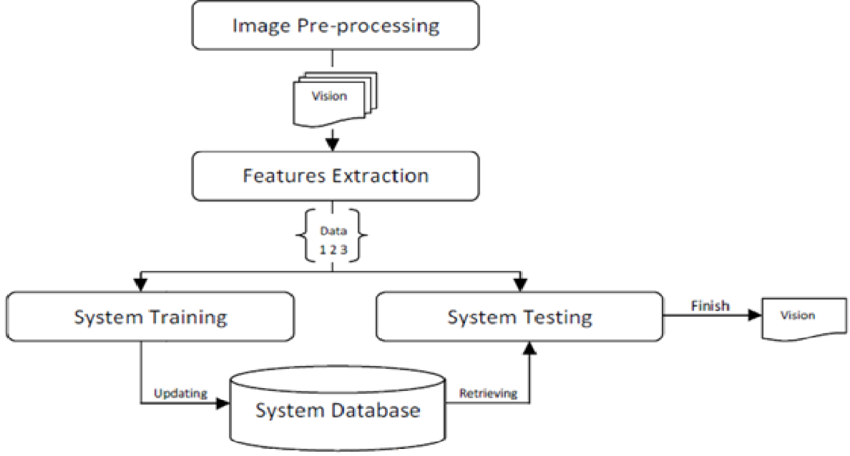 Image Pre-processing
Vision
Features Extraction
Data
1 2 3
System Training
System Testing
Finish
Vision
Updating
System Database
Retrieving